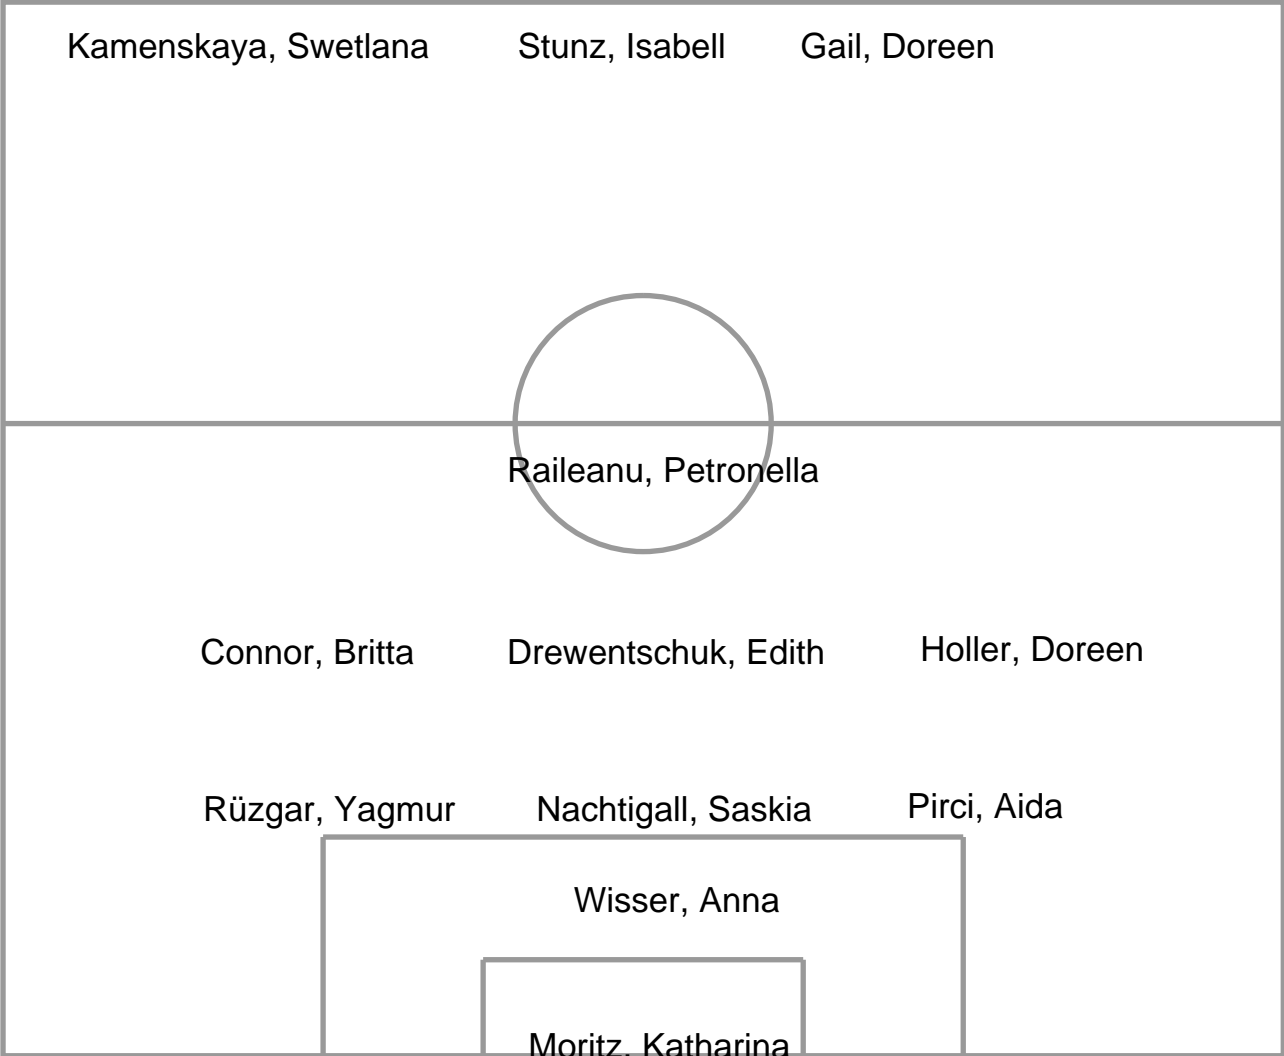 Kamenskaya, Swetlana Stunz, Isabell Gail, Doreen
Raileanu, Petronella
Connor, Britta Drewentschuk, Edith Holler, Doreen
Rüzgar, Yagmur Nachtigall, Saskia Pirci, Aida
Wisser, Anna
Moritz, Katharina